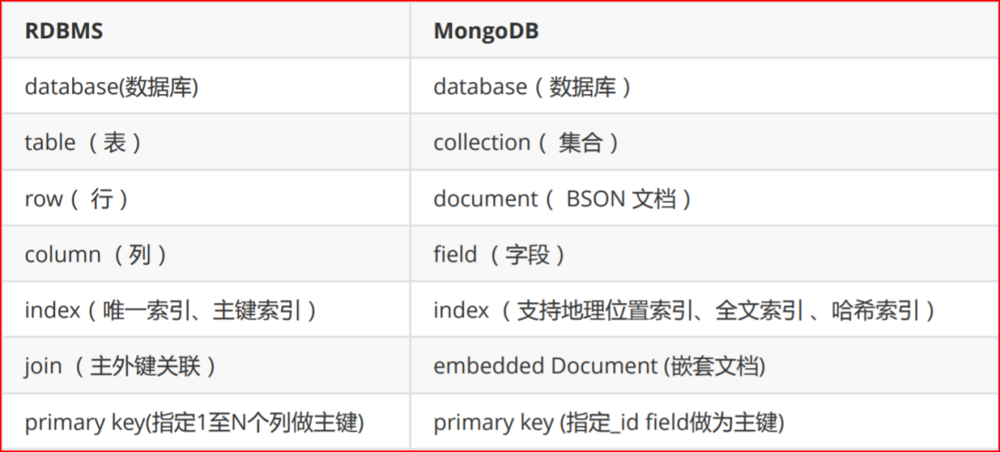 RDBMS MongoDB
database(数据库) database（数据库）
table （表） collection（ 集合）
row（ 行） document（ BSON 文档）
column （列） field （字段）
index（唯一索引、主键索引） index （支持地理位置索引、全文索引 、哈希索引）
join （主外键关联） embedded Document (嵌套文档)
primary key(指定1至N个列做主键) primary key (指定_id field做为主键)